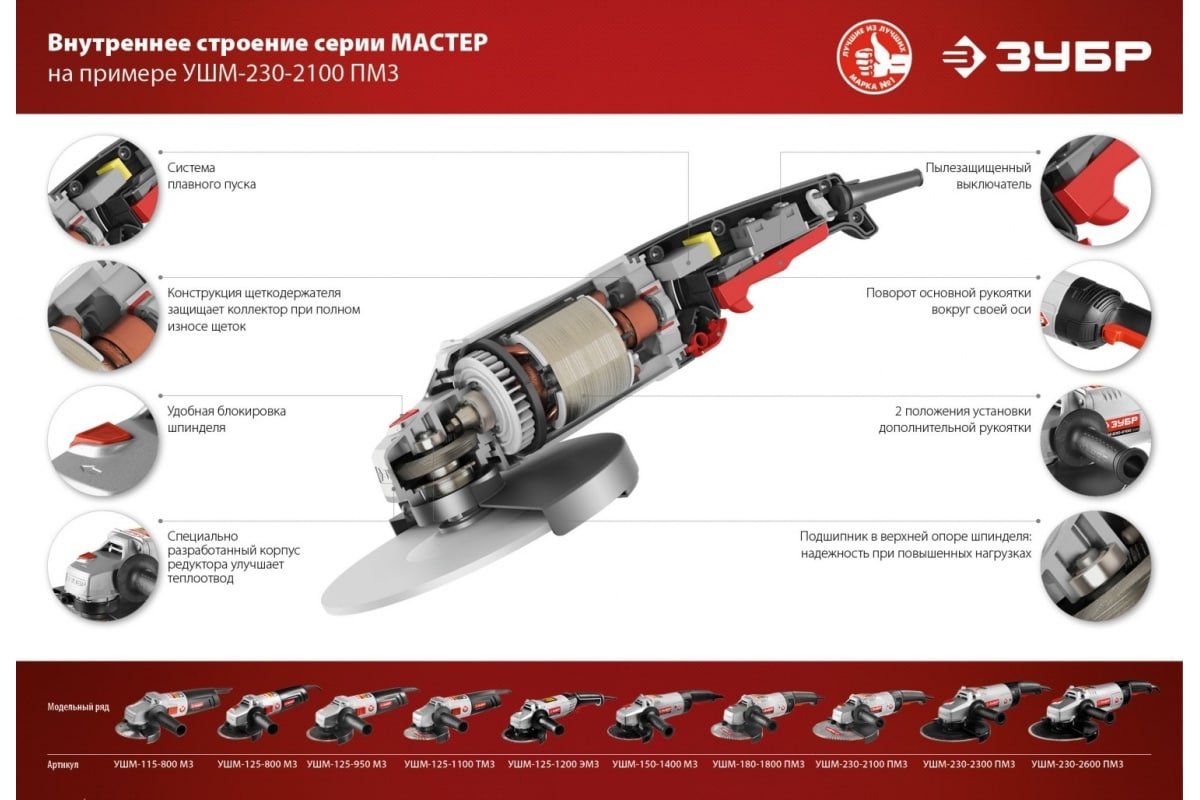 Внутреннее строение серии МАСТЕР
на примере УШМ-230-2100 ПМ3
ЛУЧШИЕ ИЗ ЛУЧШИХ
МАРКА №1
ЗУБР
Система
плавного пуска
Пылезащищенный
выключатель
Конструкция щеткодержателя
защищает коллектор при полном
износе щеток
Поворот основной рукоятки
вокруг своей оси
Удобная блокировка
шпинделя
2 положения установки
дополнительной рукоятки
ЗУБР
Специально
разработанный корпус
редуктора улучшает
теплоотвод
Подшипник в верхней опоре шпинделя:
надежность при повышенных нагрузках
Модельный ряд
Артикул
УШМ-115-800 М3
УШМ-125-800 М3
УШМ-125-950 М3
УШМ-125-1100 ТМ3
УШМ-125-1200 ЭМ3
УШМ-150-1400 М3
УШМ-180-1800 ПМ3
УШМ-230-2100 ПМ3
УШМ-230-2300 ПМ3
УШМ-230-2600 ПМ3